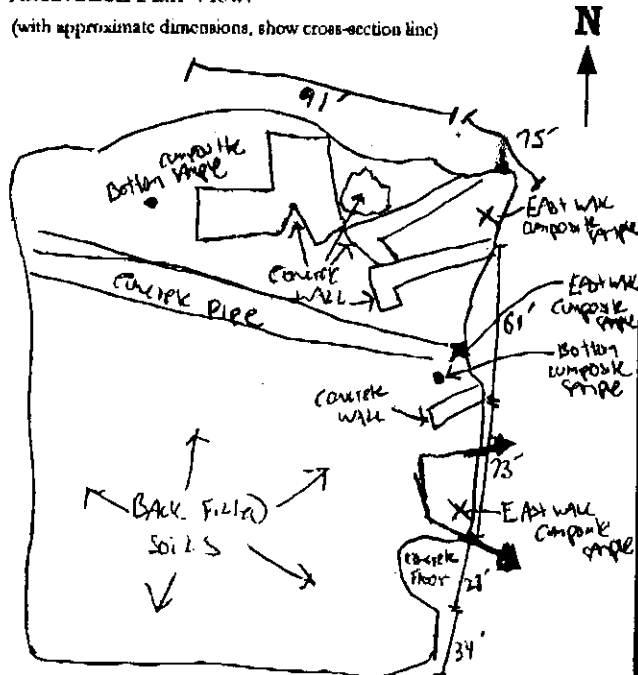 (with approximate dimensions, show cross-section line)
N
91'
75'
composite
Bottom sample
East wall
composite
sample
Concrete
wall
Concrete Pipe
61'
East wall
composite
sample
Bottom
composite
sample
Concrete
wall
73'
Back Filled
Soils
East wall
composite
sample
concrete
Floor
28'
34'